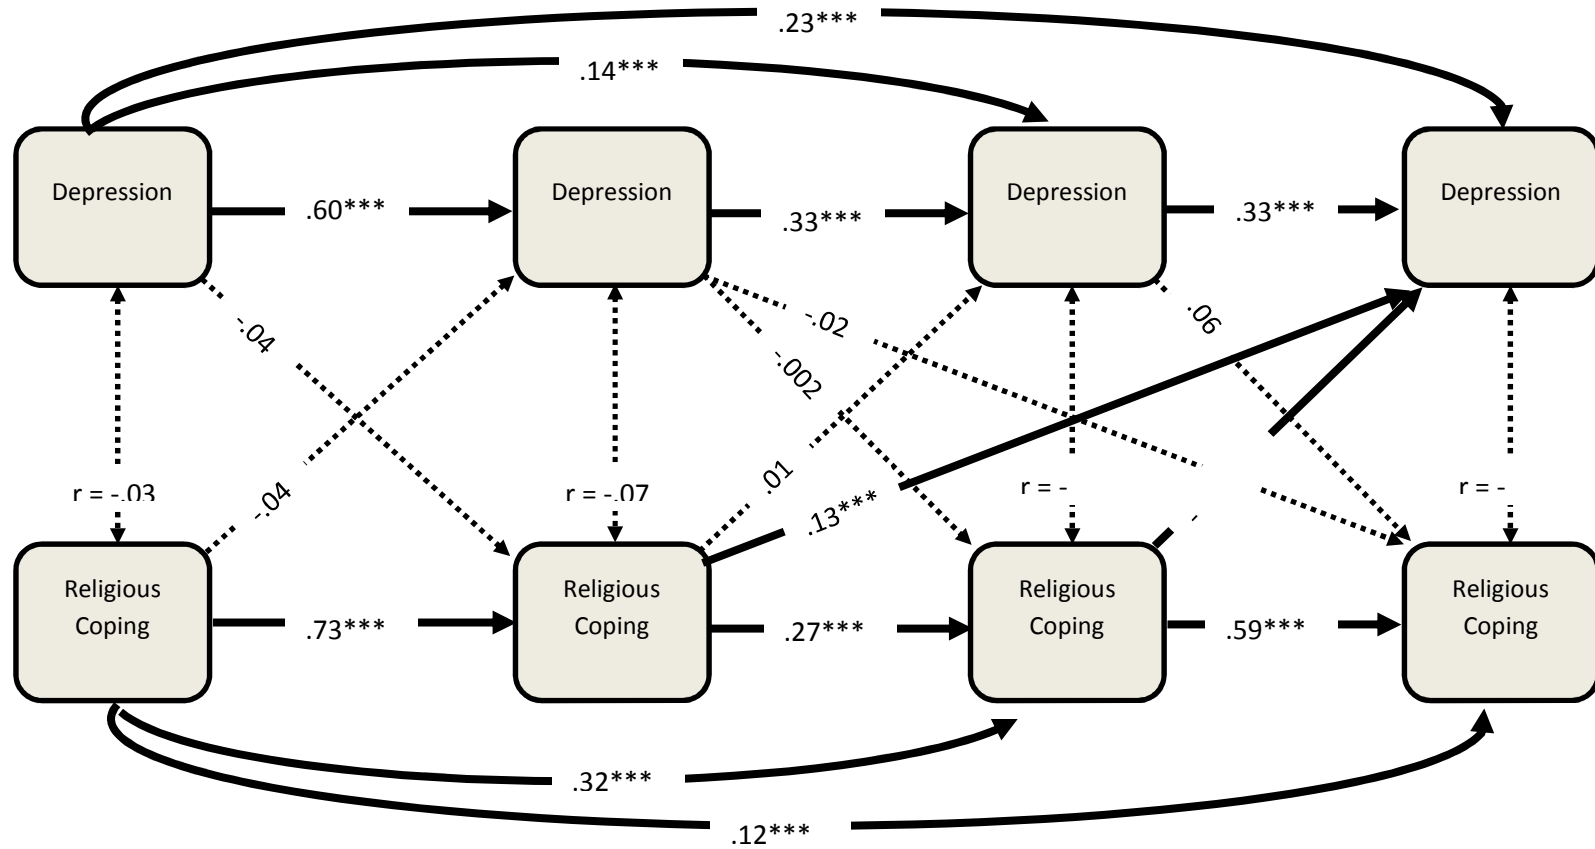 .23***
.14***
Depression
Depression
Depression
Depression
.60***
.33***
.33***
-.04
-.02
.06
-.002
r = -.03
-.04
r = -.07
.01
.13***
r = -
-
r = -
Religious
Coping
Religious
Coping
Religious
Coping
Religious
Coping
.73***
.27***
.59***
.32***
.12***